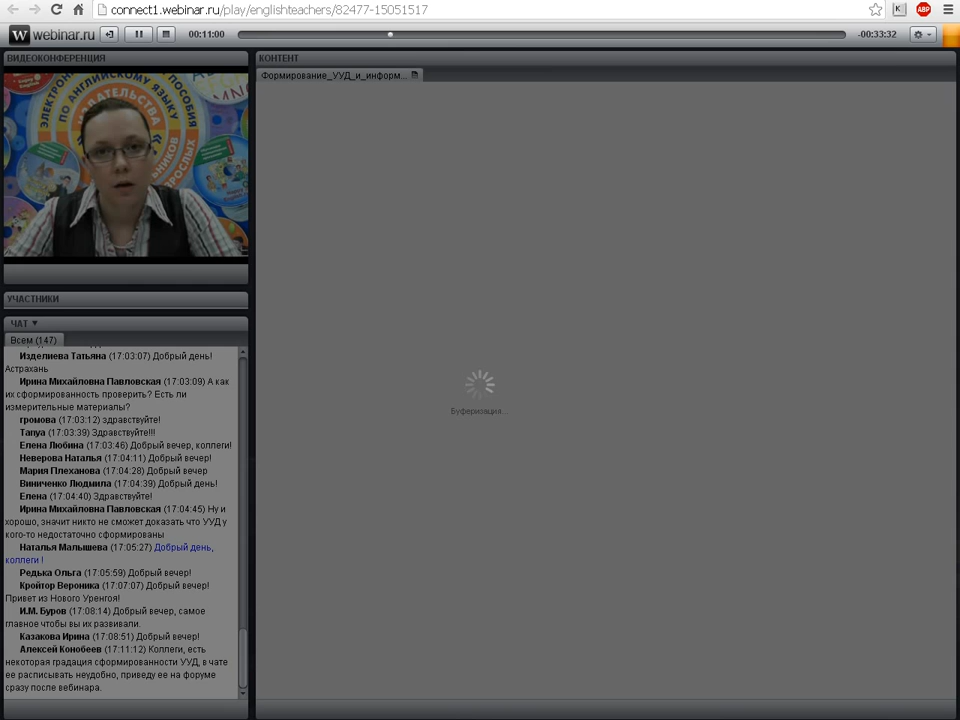 connect1.webinar.ru/play/englishteachers/82477-15051517
K
ABP
W webinar.ru
00:11:00
-00:33:32
ВИДЕОКОНФЕРЕНЦИЯ
КОНТЕНТ
Формирование_УУД_и_информ...
ЭЛЕКТРОННЫЕ ПОСОБИЯ
ПО АНГЛИЙСКОМУ ЯЗЫКУ
ИЗДАТЕЛЬСТВА
УЧАСТНИКИ
ЧАТ
Всем (147)
Изделиева Татьяна (17:03:07) Добрый день!
Астрахань
Ирина Михайловна Павловская (17:03:09) А как
их сформированность проверить? Есть ли
измерительные материалы?
громова (17:03:12) здравствуйте!
Tanya (17:03:39) Здравствуйте!!!
Елена Любина (17:03:46) Добрый вечер, коллеги!
Неверова Наталья (17:04:11) Добрый вечер!
Мария Плеханова (17:04:28) Добрый вечер
Виниченко Людмила (17:04:39) Добрый день!
Елена (17:04:40) Здравствуйте!
Ирина Михайловна Павловская (17:04:45) Ну и
хорошо, значит никто не сможет доказать что УУД у
кого-то недостаточно сформированы
Наталья Малышева (17:05:27) Добрый день,
коллеги !
Редька Ольга (17:05:59) Добрый вечер!
Кройтор Вероника (17:07:07) Добрый вечер!
Привет из Нового Уренгоя!
И.М. Буров (17:08:14) Добрый вечер, самое
главное чтобы вы их развивали.
Казакова Ирина (17:08:51) Добрый вечер!
Алексей Конобеев (17:11:12) Коллеги, есть
некоторая градация сформированности УУД, в чате
ее расписывать неудобно, приведу ее на форуме
сразу после вебинара.
Буферизация...